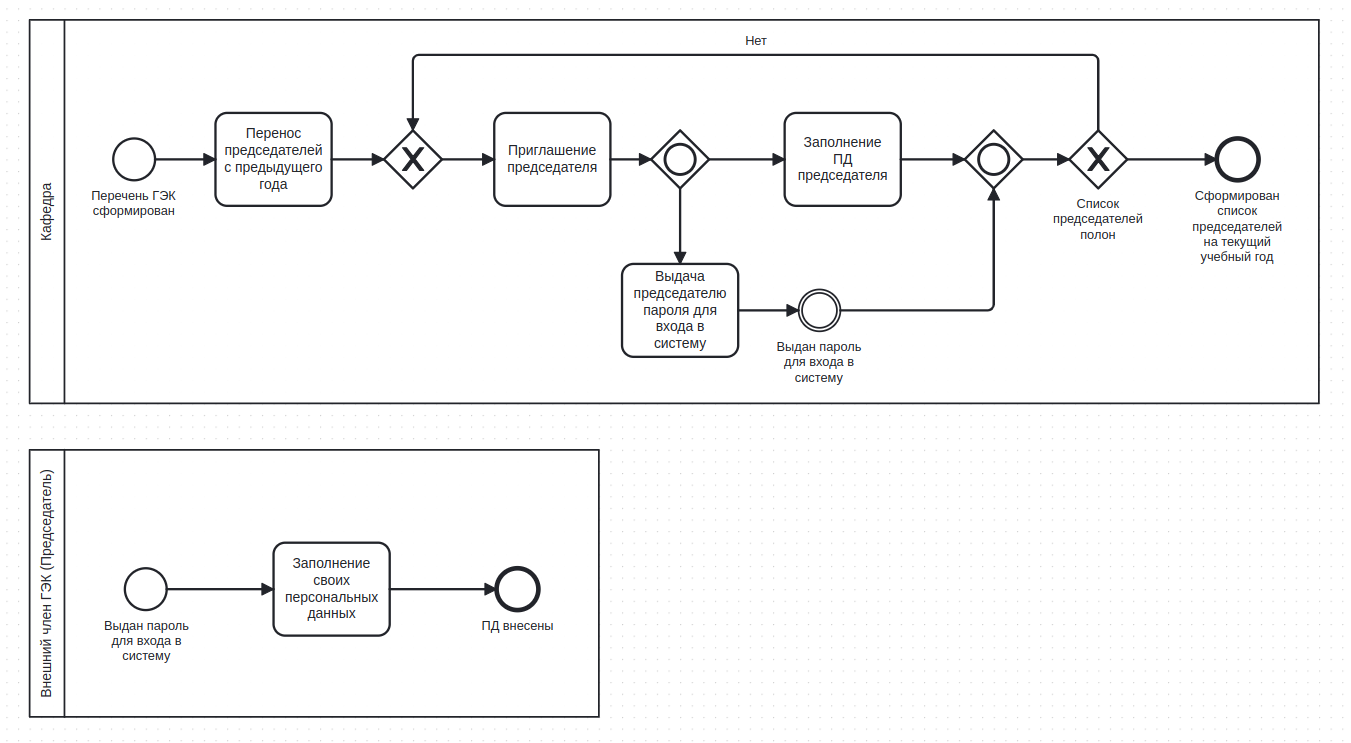 Нет
Кафедра
Перечень ГЭК
сформирован
Перенос
председателей
с предыдущего
года
Приглашение
председателя
Заполнение
ПД
председателя
Список
председателей
полон
Сформирован
список
председателей
на текущий
учебный год
Выдача
председателю
пароля для
входа в
систему
Выдан пароль
для входа в
систему
Внешний член ГЭК (Председатель)
Выдан пароль
для входа в
систему
Заполнение
своих
персональных
данных
ПД внесены